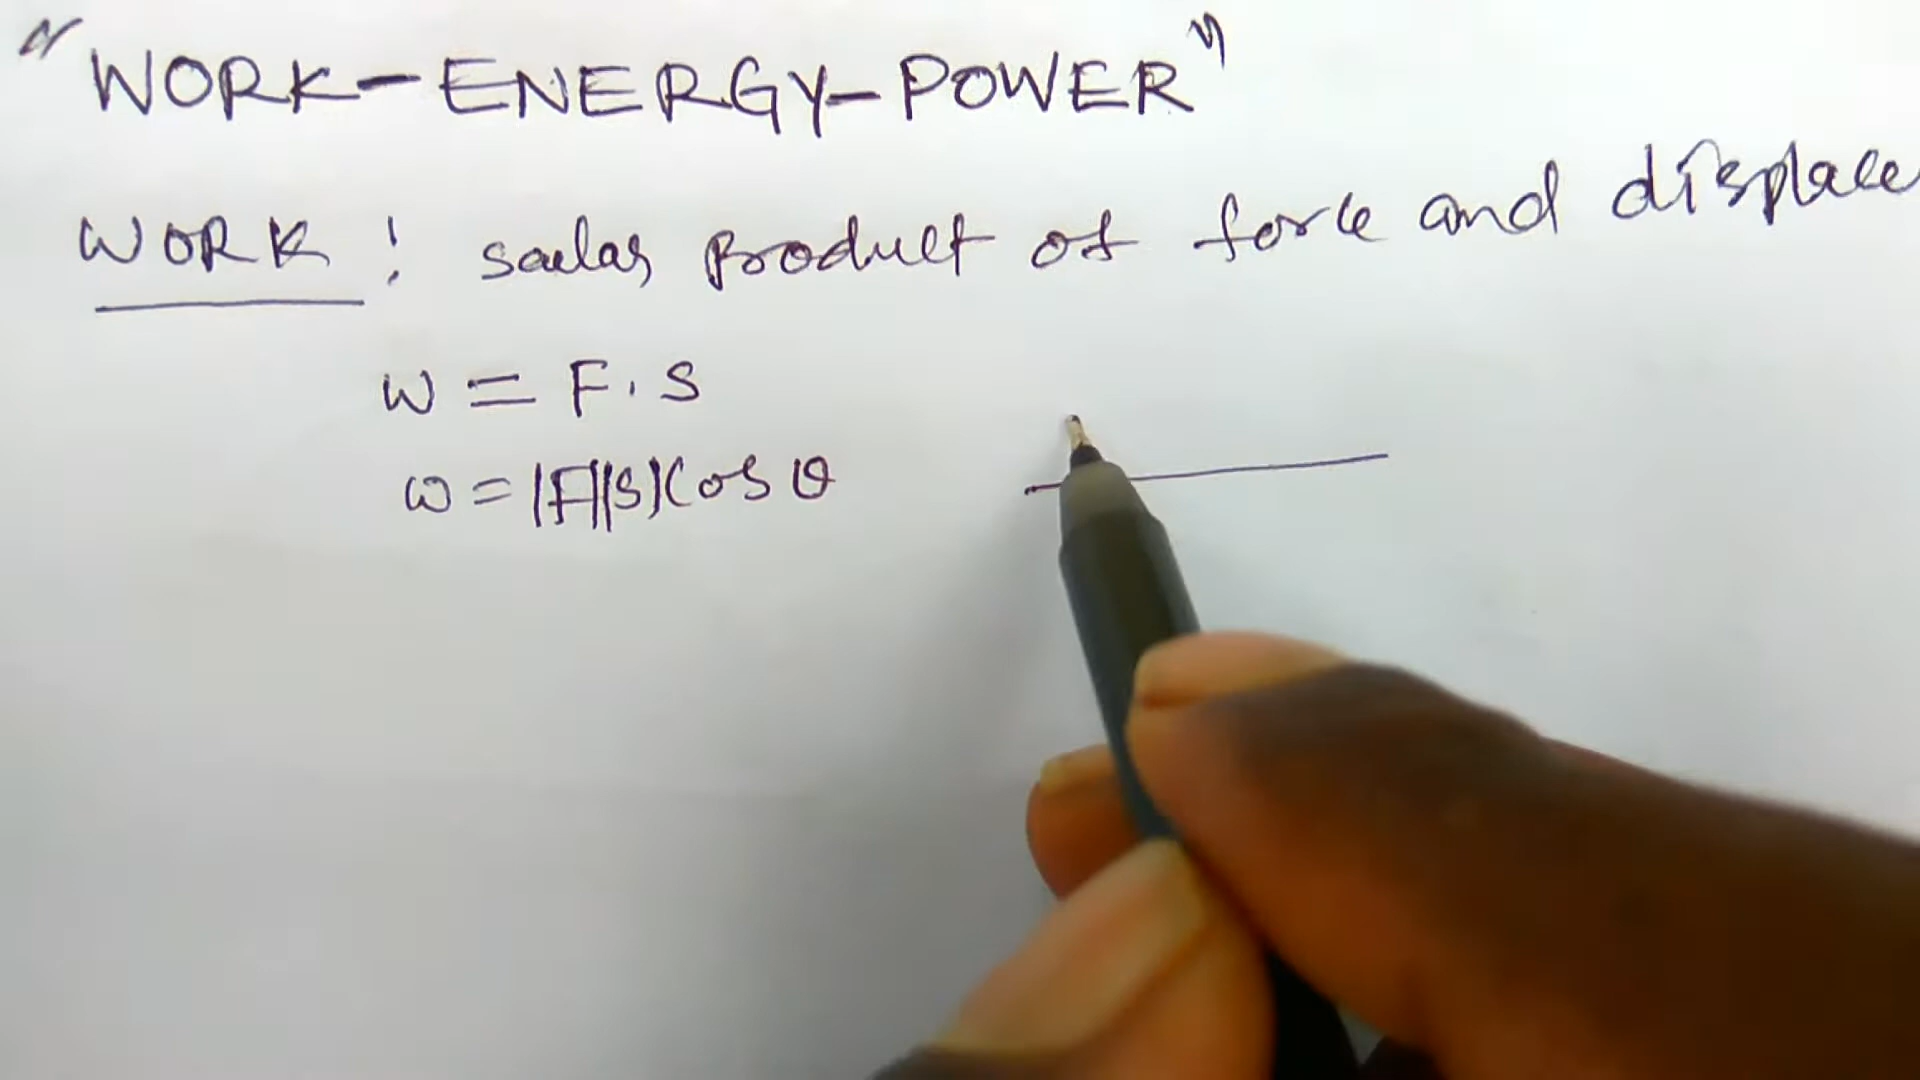 "WORK-ENERGY-POWER"
WORK: scalar product of force and displace
W = F.S
W = |F||S|Cos θ